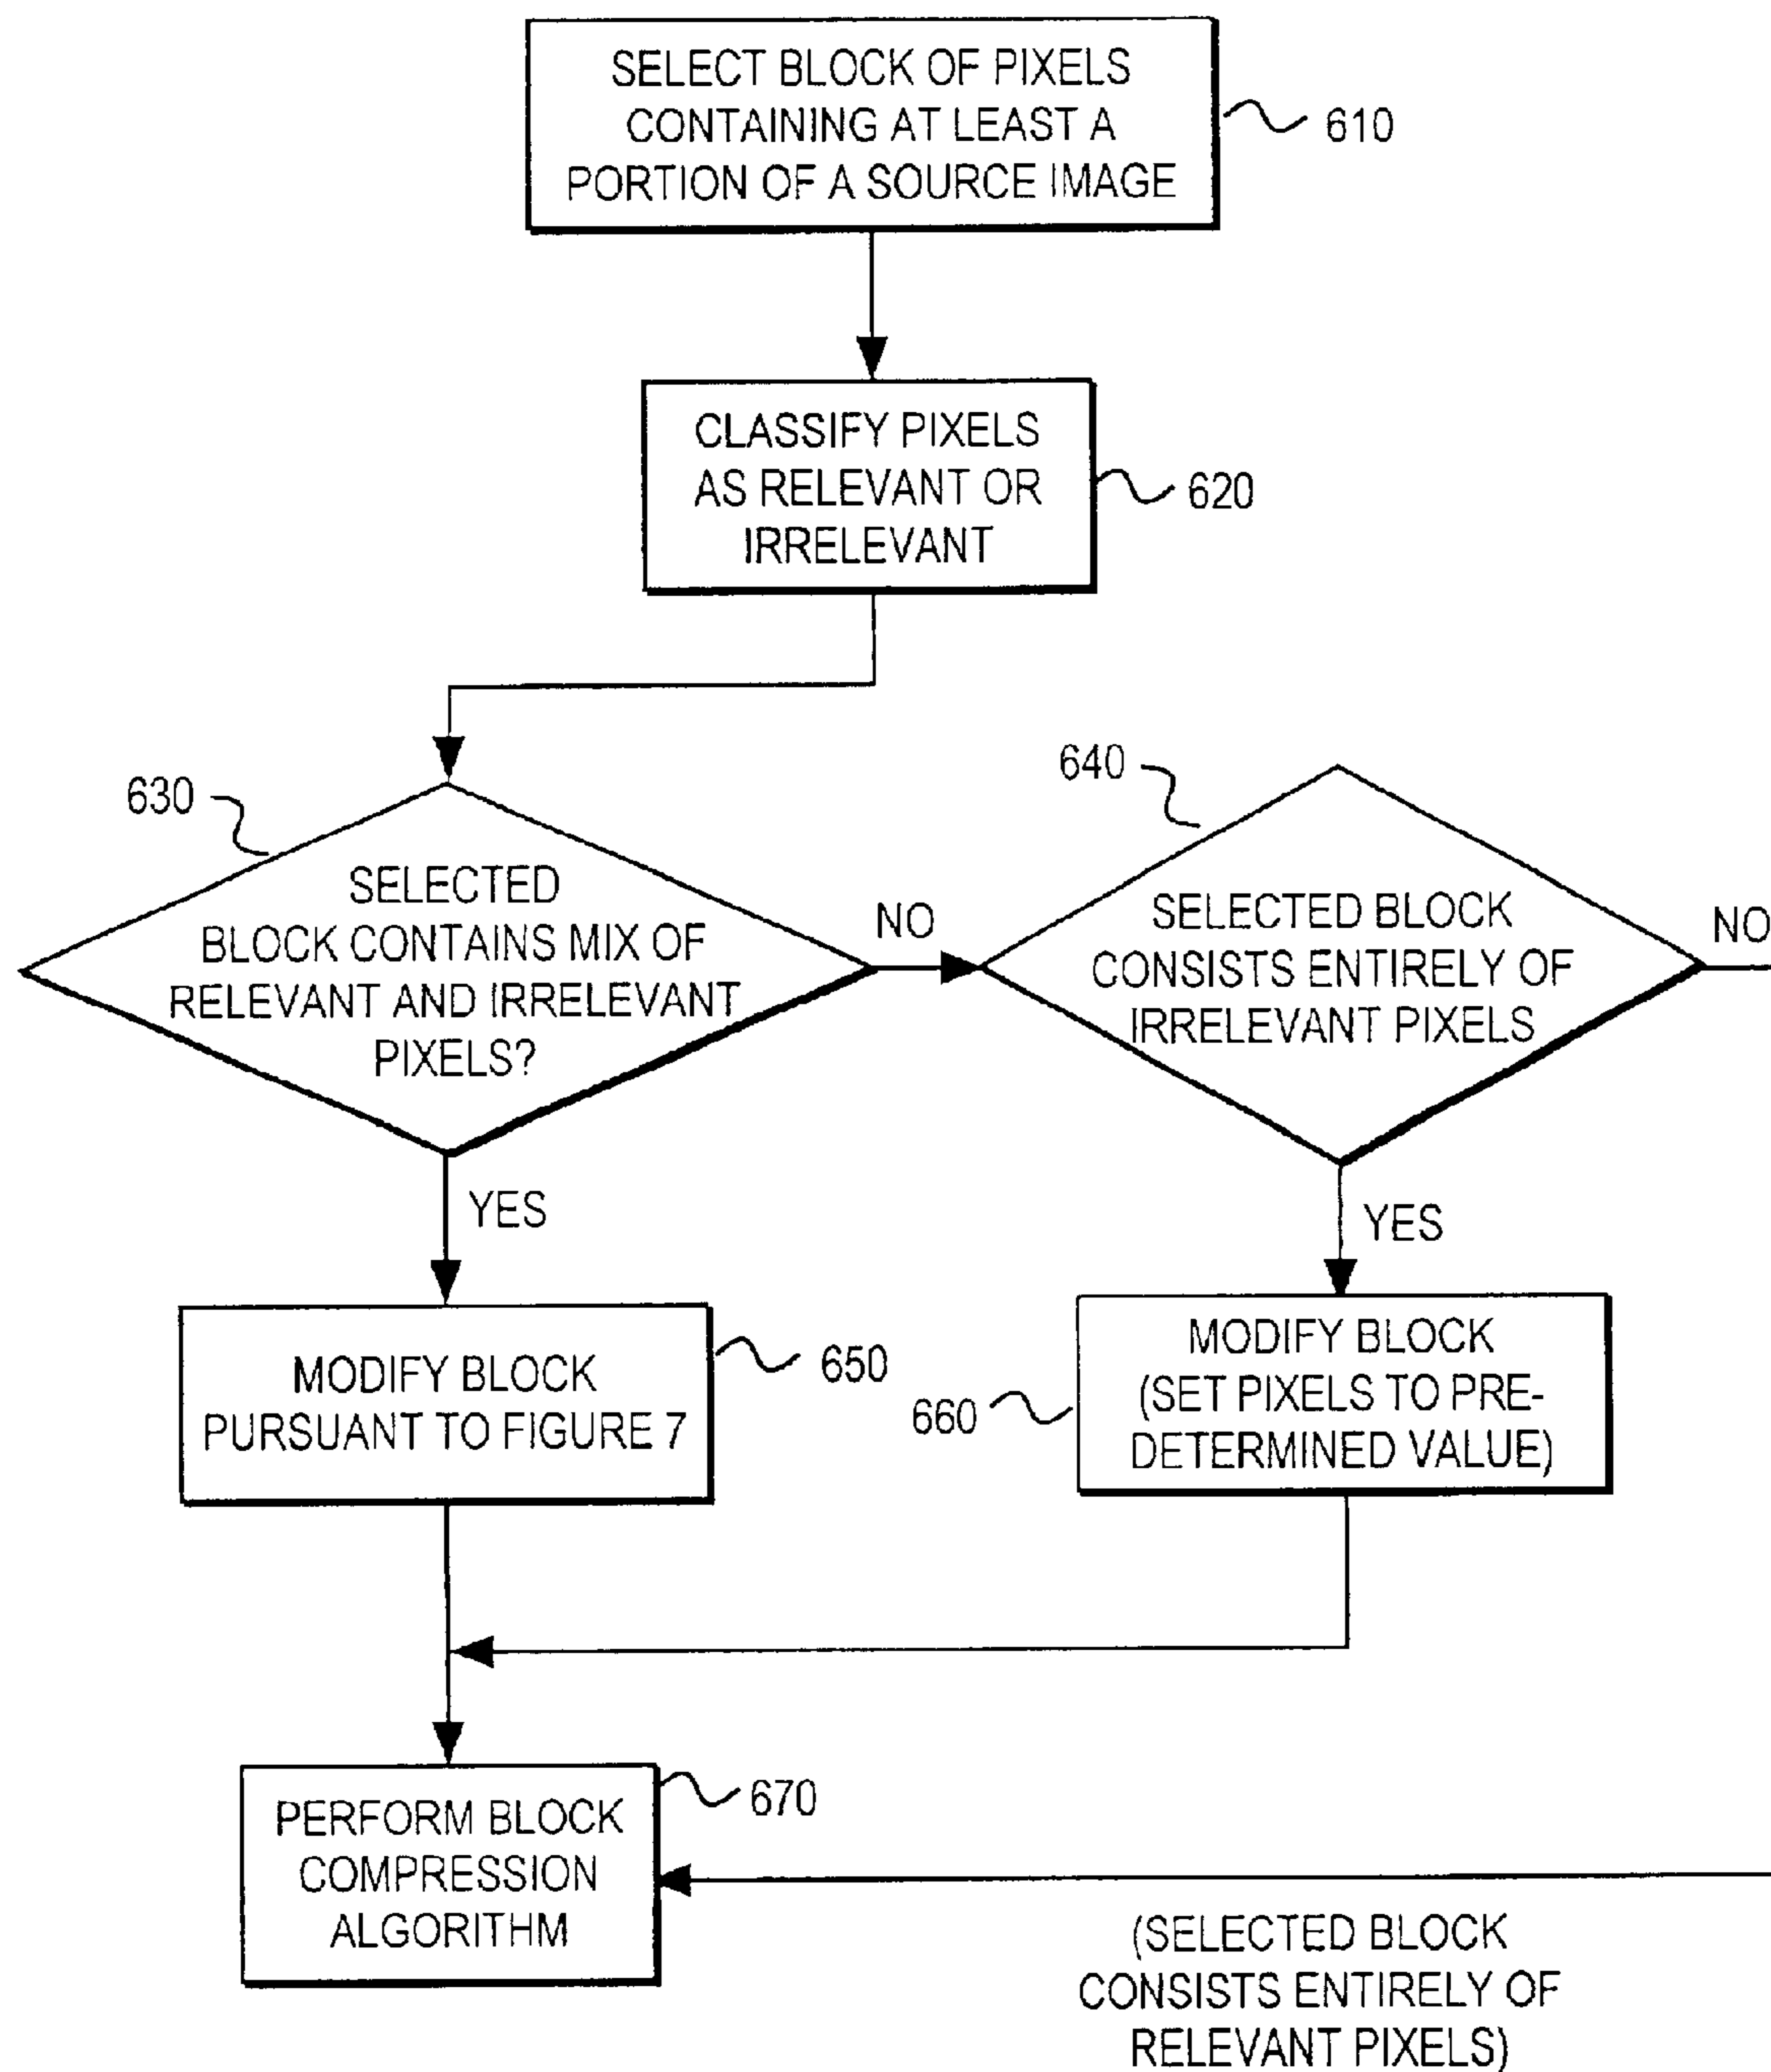 SELECT BLOCK OF PIXELS
CONTAINING AT LEAST A
PORTION OF A SOURCE IMAGE
610
CLASSIFY PIXELS
AS RELEVANT OR
IRRELEVANT
620
630
SELECTED
BLOCK CONTAINS MIX OF
RELEVANT AND IRRELEVANT
PIXELS?
NO
640
SELECTED BLOCK
CONSISTS ENTIRELY OF
IRRELEVANT PIXELS
NO
YES
YES
MODIFY BLOCK
PURSUANT TO FIGURE 7
650
660
MODIFY BLOCK
(SET PIXELS TO PRE-
DETERMINED VALUE)
PERFORM BLOCK
COMPRESSION
ALGORITHM
670
(SELECTED BLOCK
CONSISTS ENTIRELY OF
RELEVANT PIXELS)